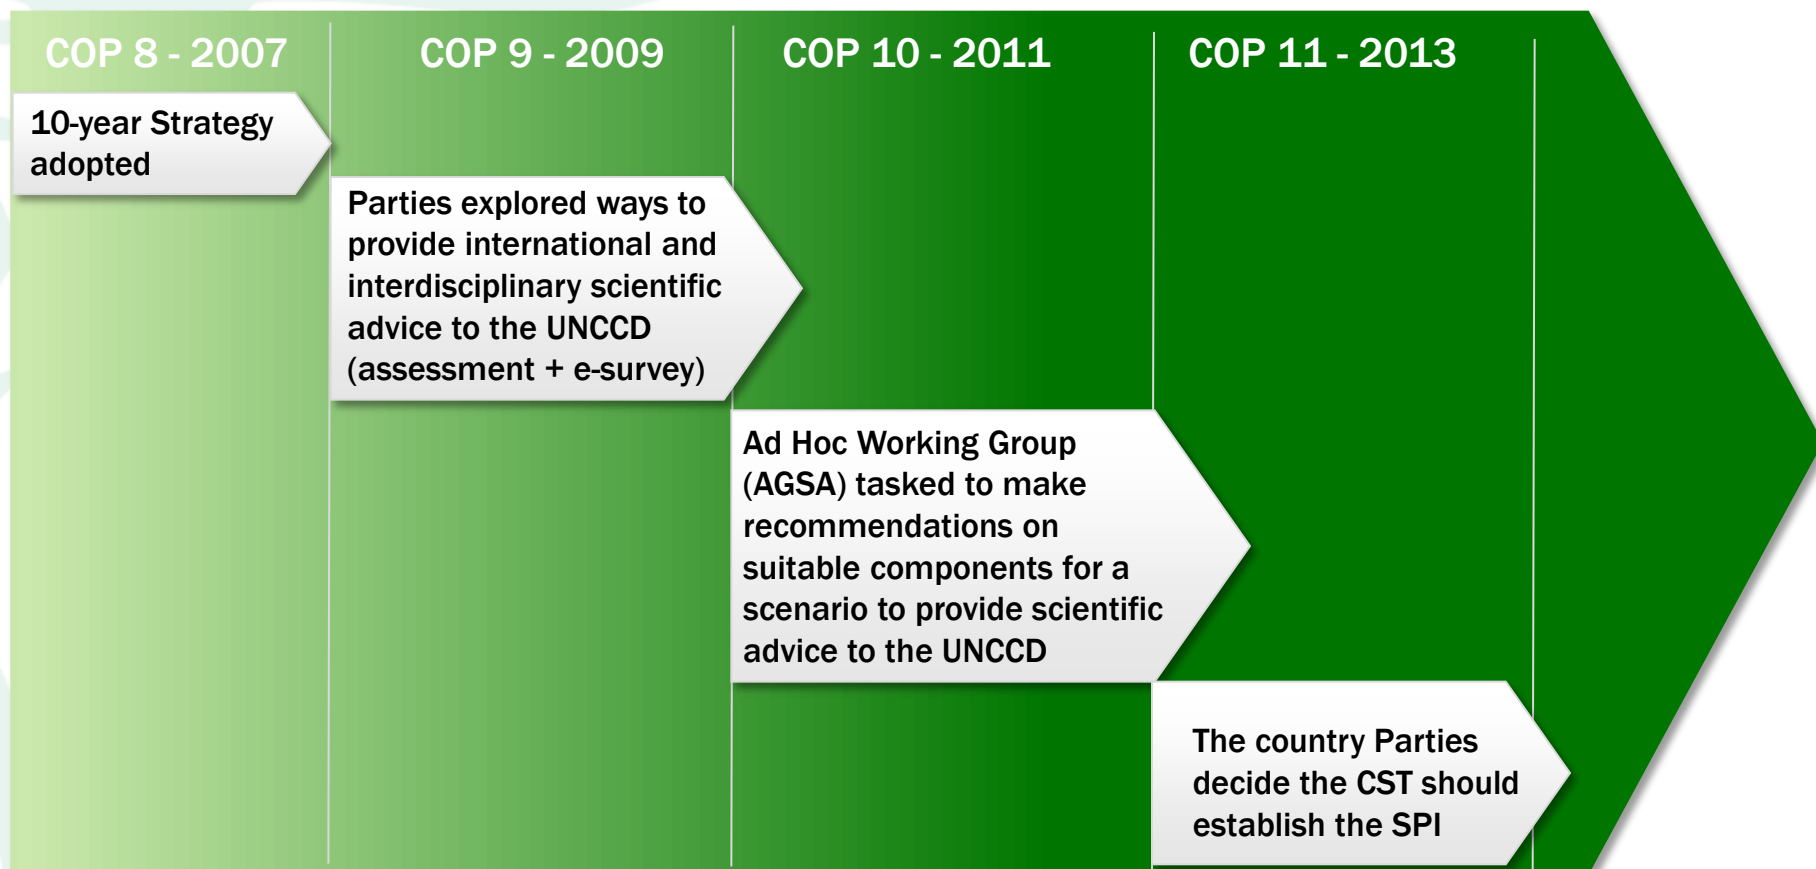 COP 8 - 2007
COP 9 - 2009
COP 10 - 2011
COP 11 - 2013
10-year Strategy
adopted
Parties explored ways to
provide international and
interdisciplinary scientific
advice to the UNCCD
(assessment + e-survey)
Ad Hoc Working Group
(AGSA) tasked to make
recommendations on
suitable components for a
scenario to provide scientific
advice to the UNCCD
The country Parties
decide the CST should
establish the SPI